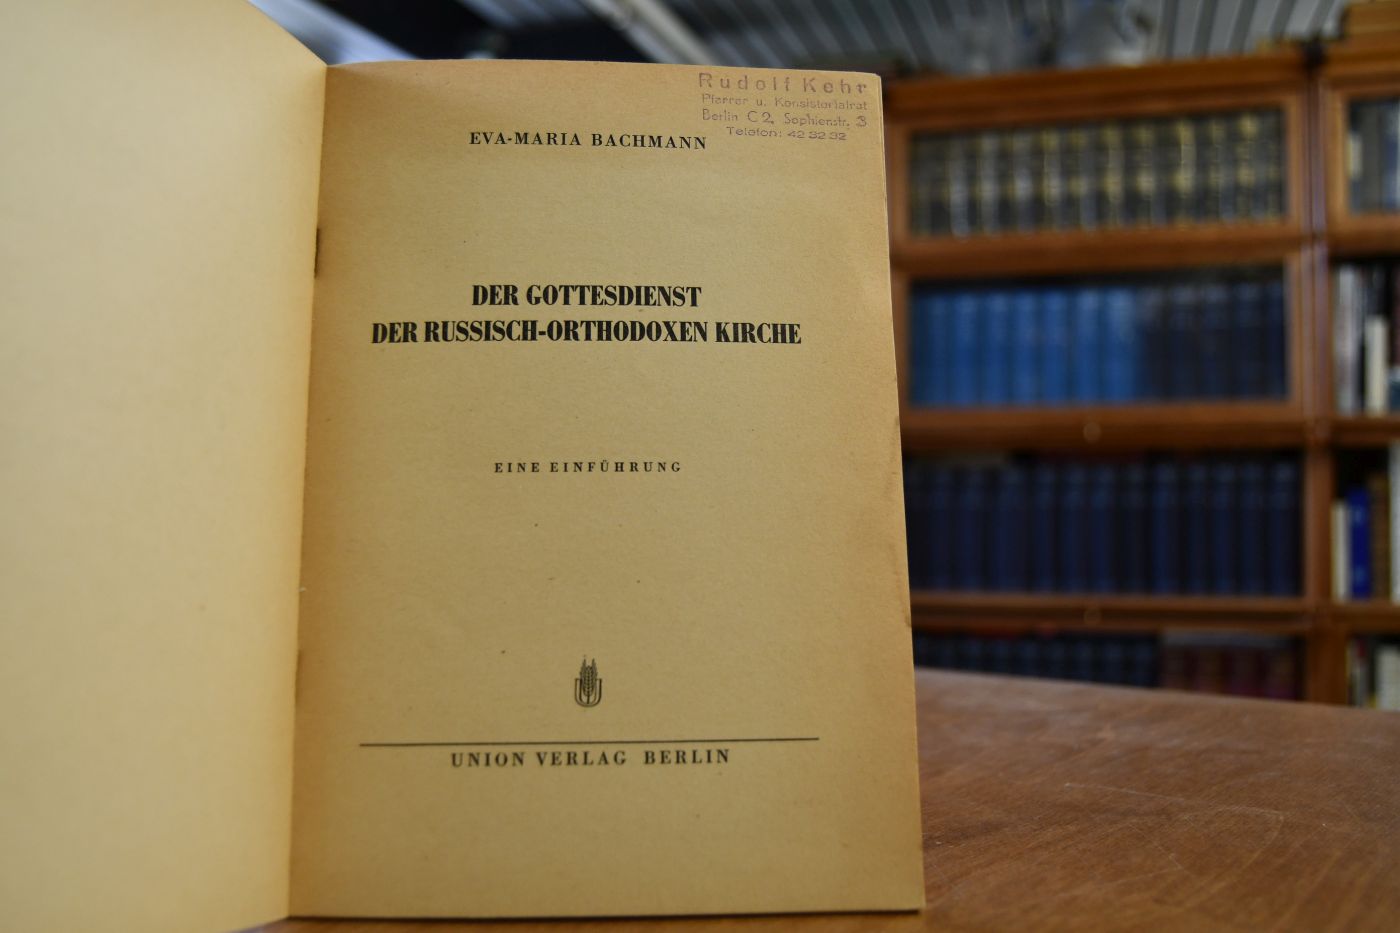 Rudolf Kehr
Pfarrer u. Konsistorialrat
Berlin C 2, Sophienstr. 3
Telefon: 42 32 32
EVA-MARIA BACHMANN
DER GOTTESDIENST
DER RUSSISCH-ORTHODOXEN KIRCHE
EINE EINFÜHRUNG
UNION VERLAG BERLIN